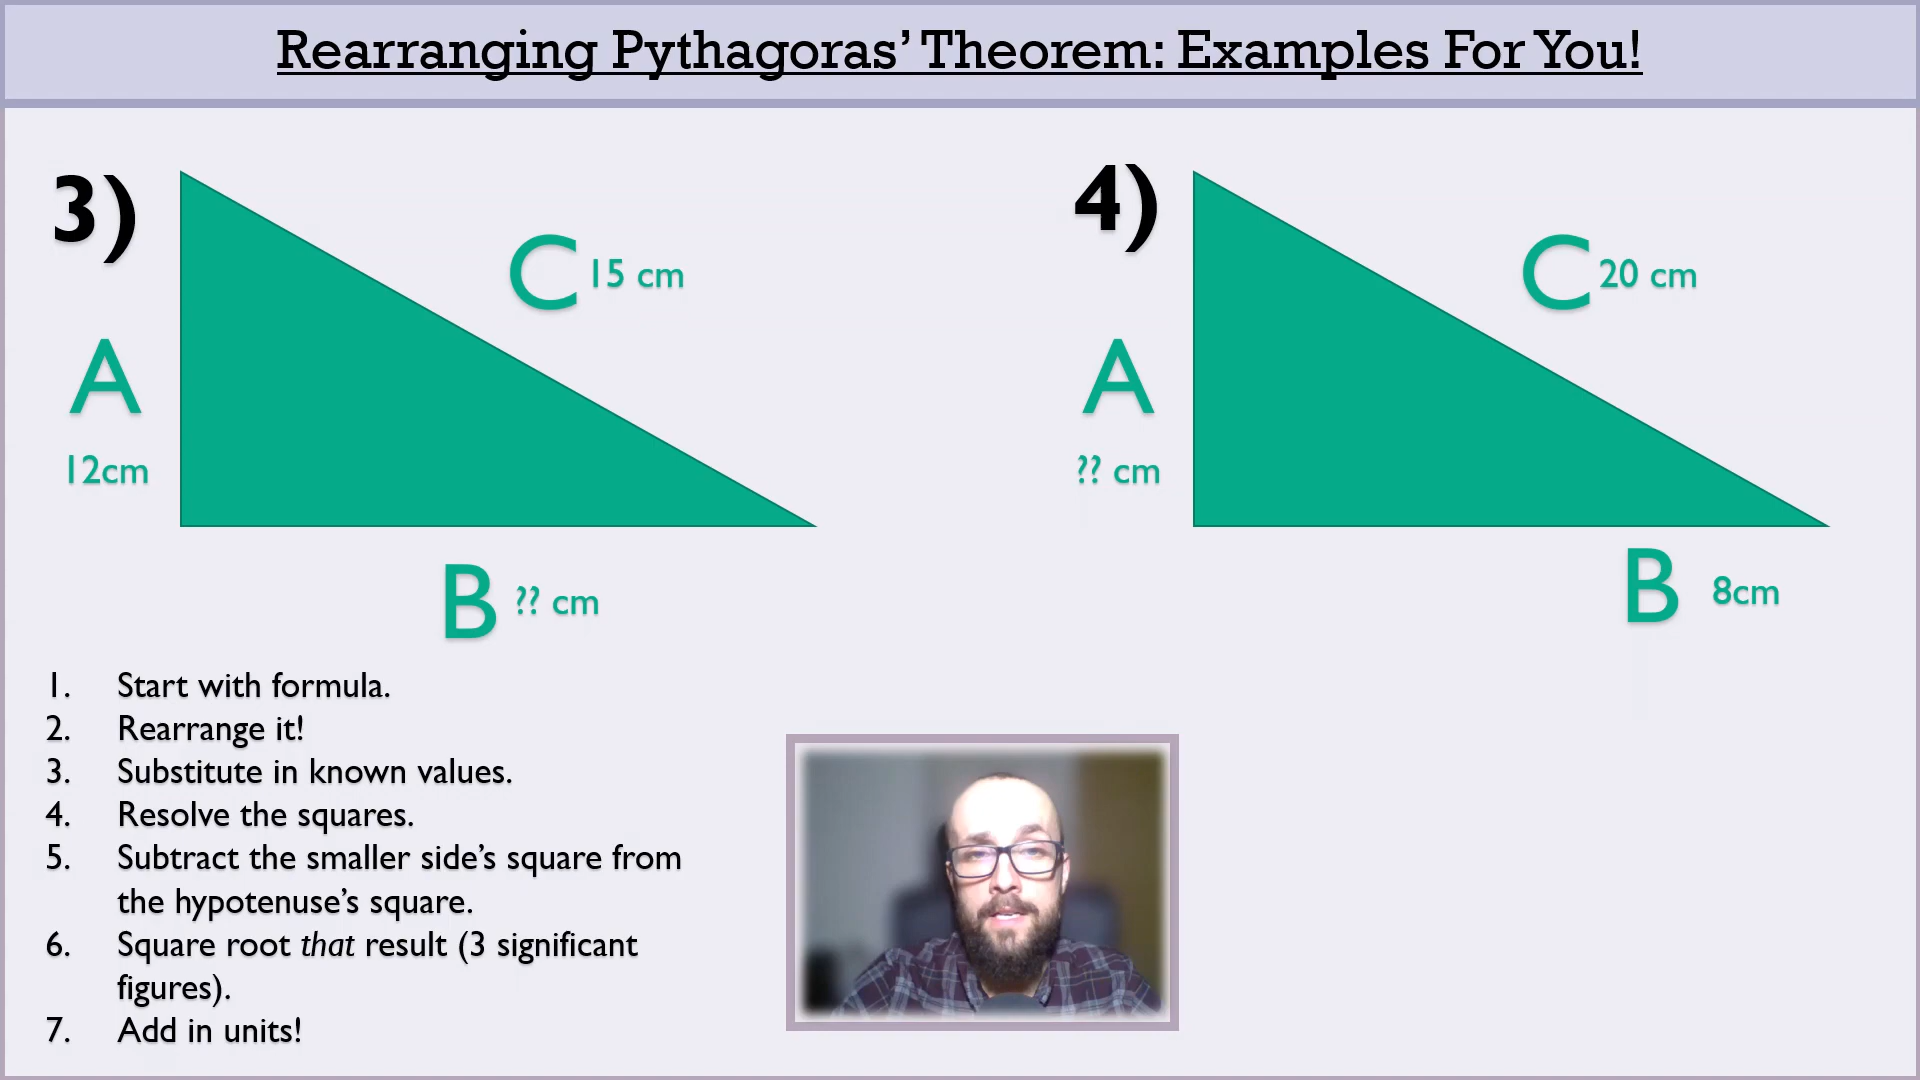 Rearranging Pythagoras’ Theorem: Examples For You!
3)
C 15 cm
A
12cm
B ?? cm
4)
C 20 cm
A
?? cm
B 8cm
1. Start with formula.
2. Rearrange it!
3. Substitute in known values.
4. Resolve the squares.
5. Subtract the smaller side’s square from
the hypotenuse’s square.
6. Square root that result (3 significant
figures).
7. Add in units!